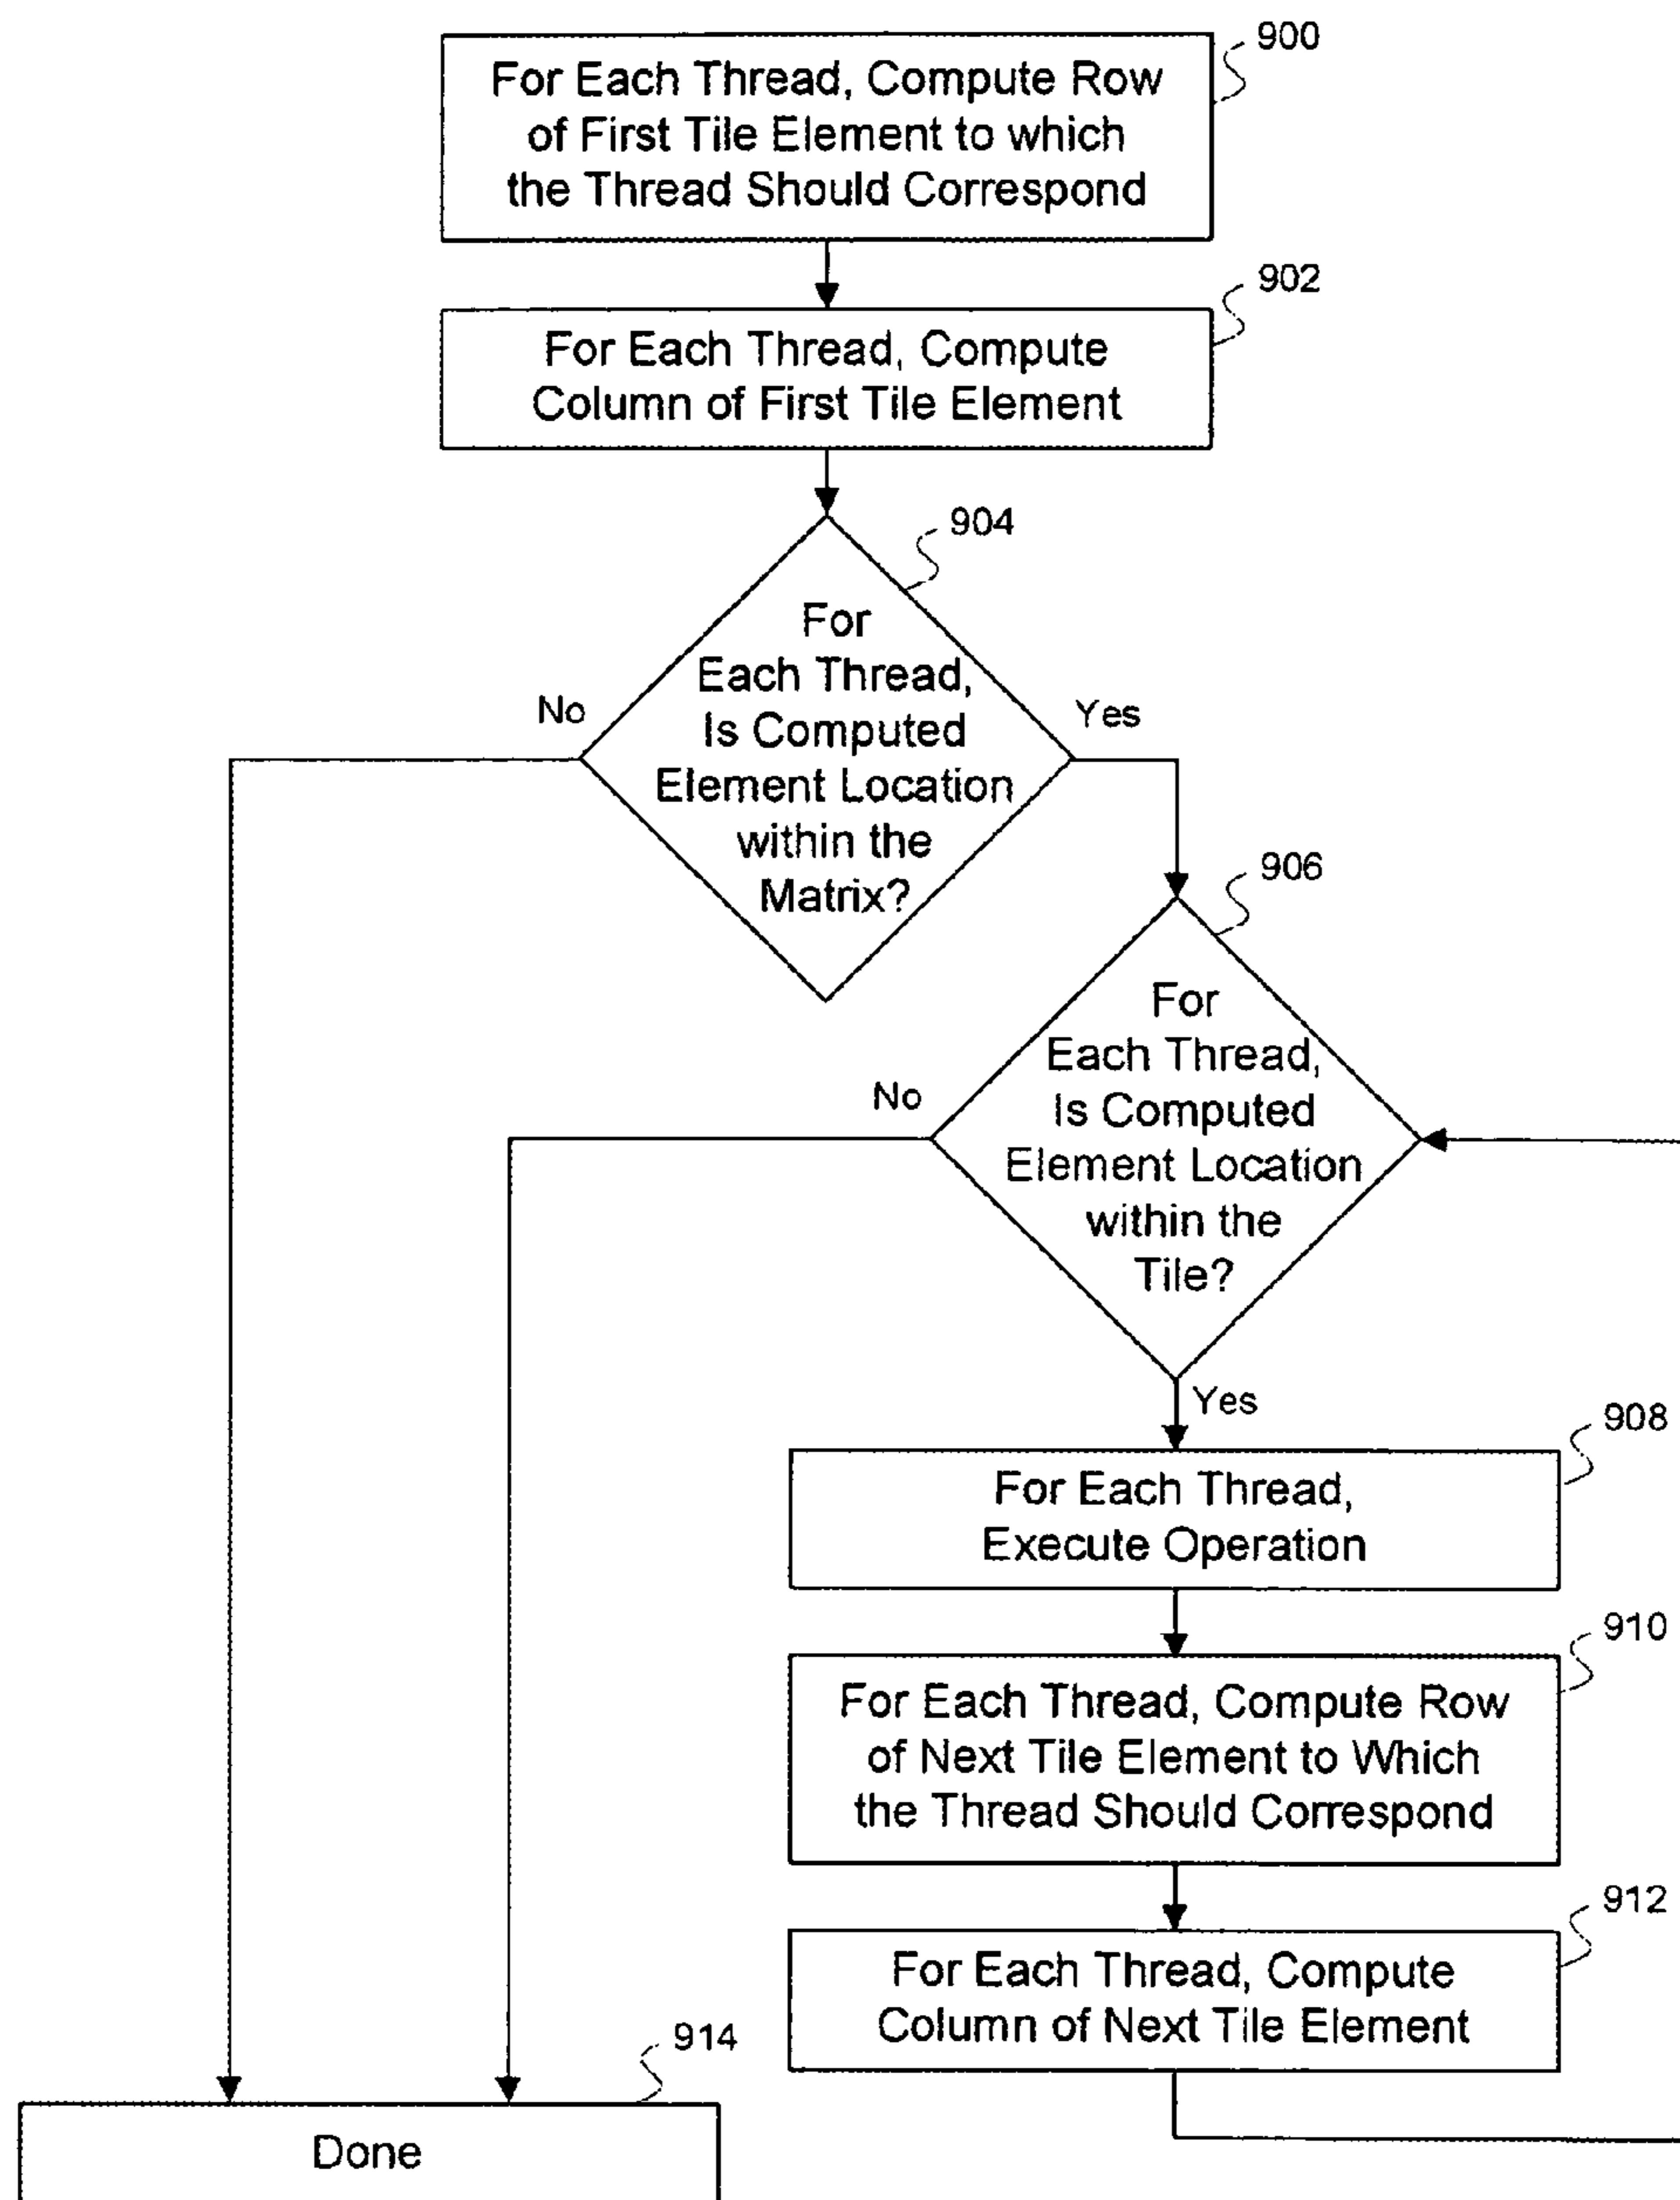 900
For Each Thread, Compute Row
of First Tile Element to which
the Thread Should Correspond
902
For Each Thread, Compute
Column of First Tile Element
904
For
Each Thread,
Is Computed
Element Location
within the
Matrix?
No
Yes
906
For
Each Thread,
Is Computed
Element Location
within the
Tile?
No
Yes
908
For Each Thread,
Execute Operation
910
For Each Thread, Compute Row
of Next Tile Element to Which
the Thread Should Correspond
912
For Each Thread, Compute
Column of Next Tile Element
914
Done